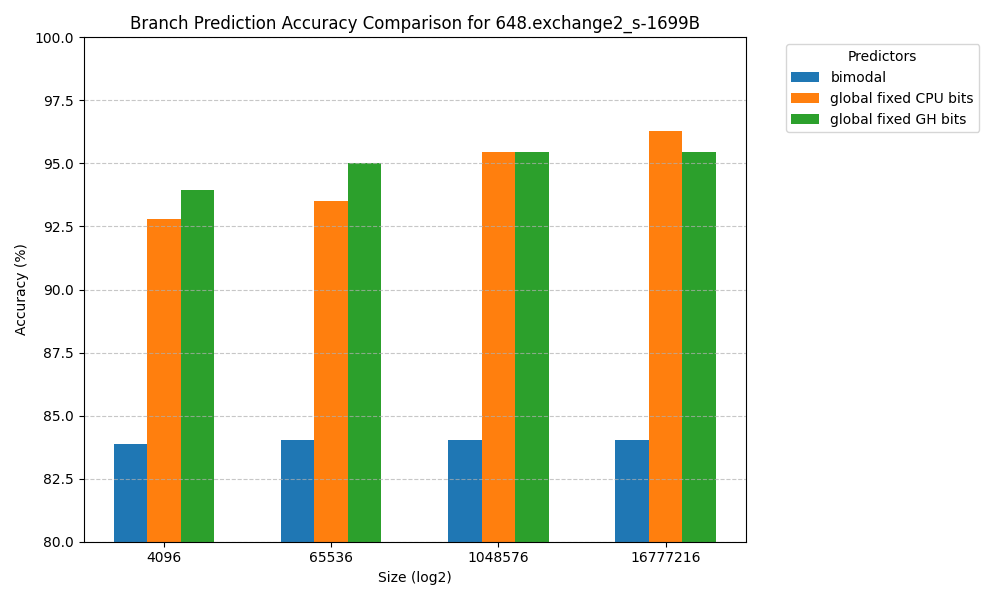 Branch Prediction Accuracy Comparison for 648.exchange2_s-1699B
100.0
97.5
95.0
92.5
90.0
87.5
85.0
82.5
80.0
Accuracy (%)
4096
65536
1048576
16777216
Size (log2)
Predictors
bimodal
global fixed CPU bits
global fixed GH bits